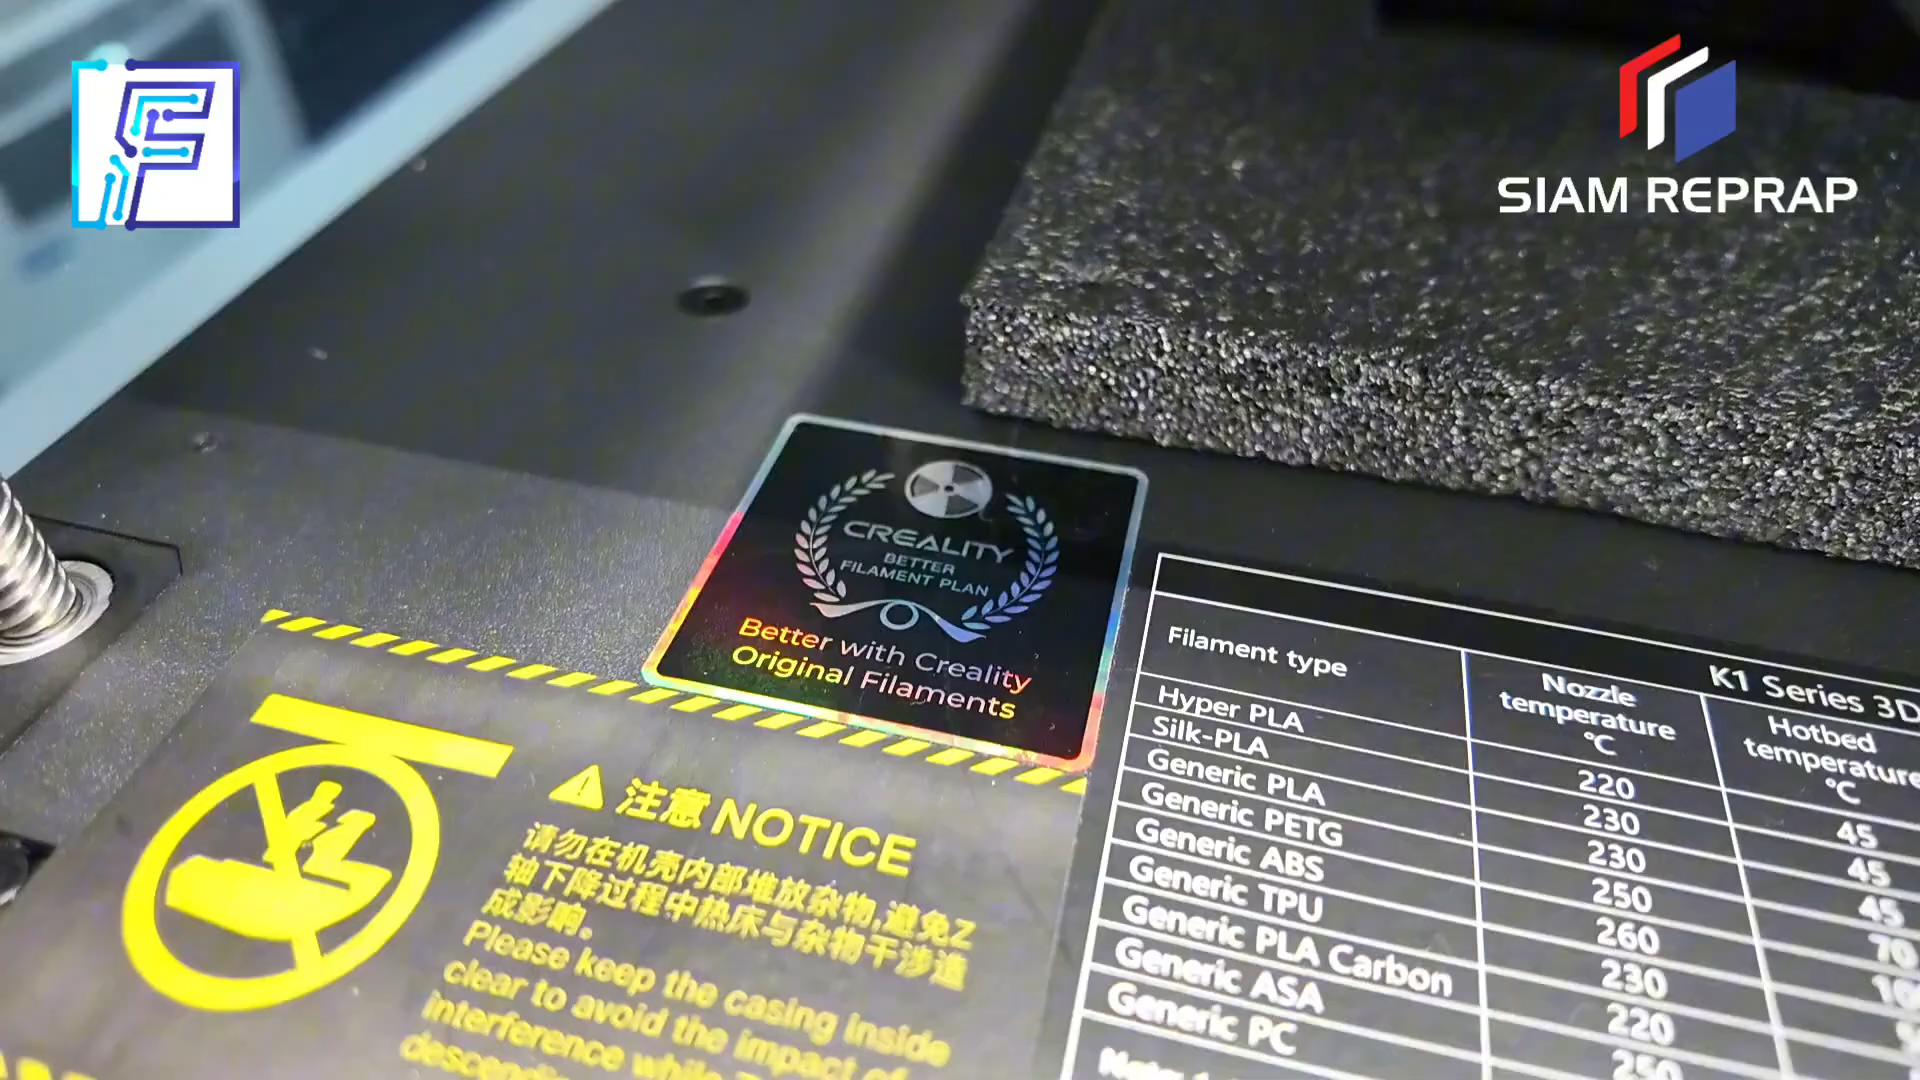 SIAM REPRAP
CREALITY
BETTER
FILAMENT PLAN
Better with Creality
Original Filaments
注意 NOTICE
请勿在机壳内部堆放杂物,避免Z
轴下降过程中热床与杂物干涉造
成影响。
Please keep the casing inside
clear to avoid the impact of
interference while
K1 Series 3D
Filament type
Nozzle
temperature
°C
Hotbed
temperature
°C
Hyper PLA 220 45
Silk-PLA 230 45
Generic PLA 230 45
Generic PETG 250 70
Generic ABS 260
Generic TPU 230
Generic PLA Carbon 220
Generic ASA
Generic PC